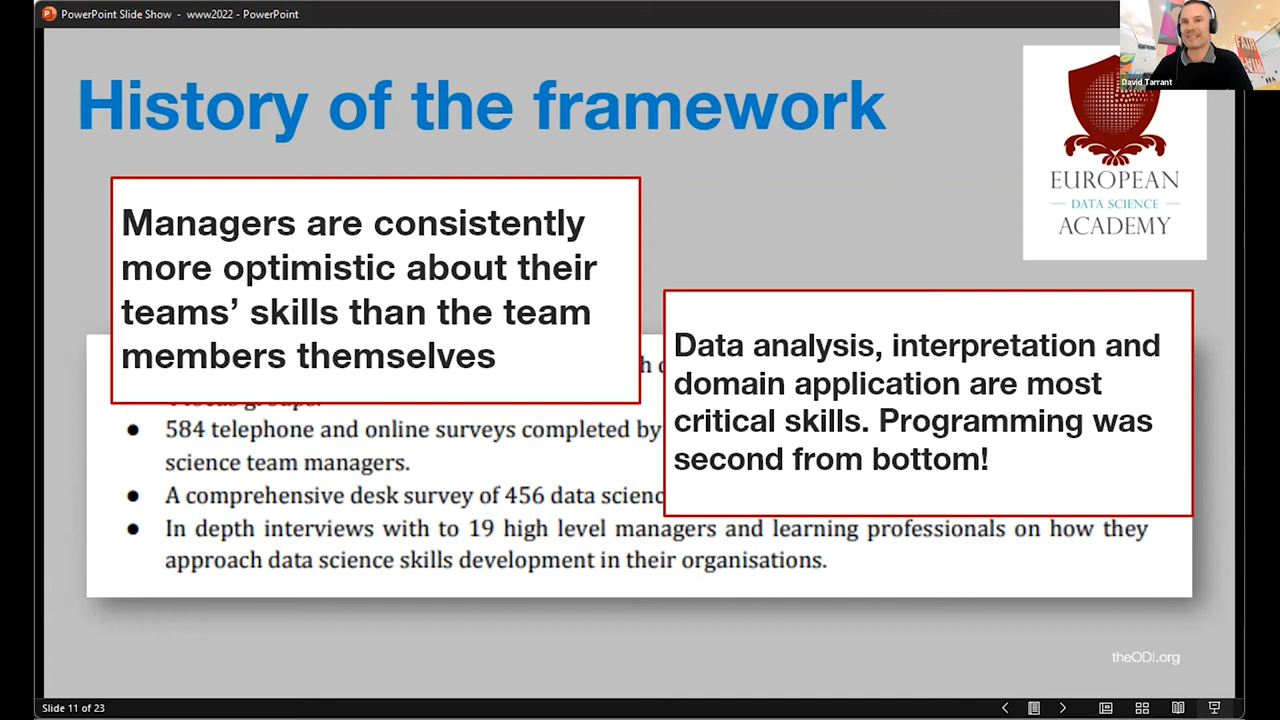 PowerPoint Slide Show - www2022 - PowerPoint
David Tarrant
History of the framework
EUROPEAN
DATA SCIENCE
ACADEMY
Managers are consistently
more optimistic about their
teams’ skills than the team
members themselves
Data analysis, interpretation and
domain application are most
critical skills. Programming was
second from bottom!
● 584 telephone and online surveys completed by
science team managers.
● A comprehensive desk survey of 456 data scienc
● In depth interviews with to 19 high level managers and learning professionals on how they
approach data science skills development in their organisations.
theODI.org
Slide 11 of 23